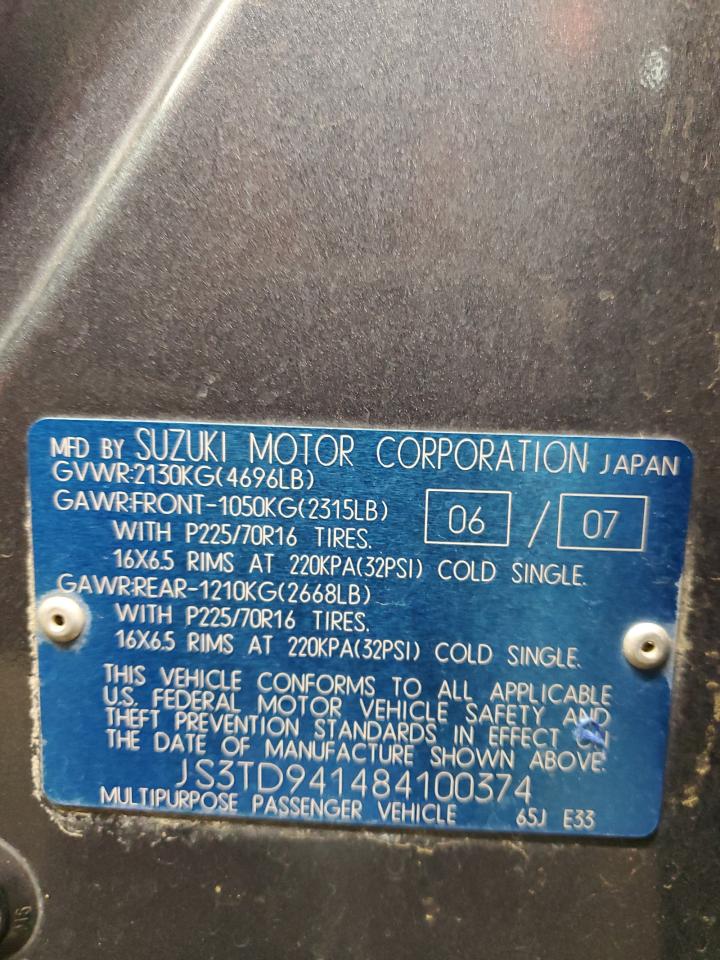 MFD BY SUZUKI MOTOR CORPORATION JAPAN
GVWR-2130KG(4696LB)
GAWR-FRONT-1050KG(2315LB)
06 / 07
WITH P225/70R16 TIRES.
16X6.5 RIMS AT 220KPA(32PSI) COLD SINGLE.
GAWR-REAR-1210KG(2668LB)
WITH P225/70R16 TIRES.
16X6.5 RIMS AT 220KPA(32PSI) COLD SINGLE.
THIS VEHICLE CONFORMS TO ALL APPLICABLE
U.S. FEDERAL MOTOR VEHICLE SAFETY AND
THEFT PREVENTION STANDARDS IN EFFECT ON
THE DATE OF MANUFACTURE SHOWN ABOVE.
JS3TD941484100374
MULTIPURPOSE PASSENGER VEHICLE 65J E33